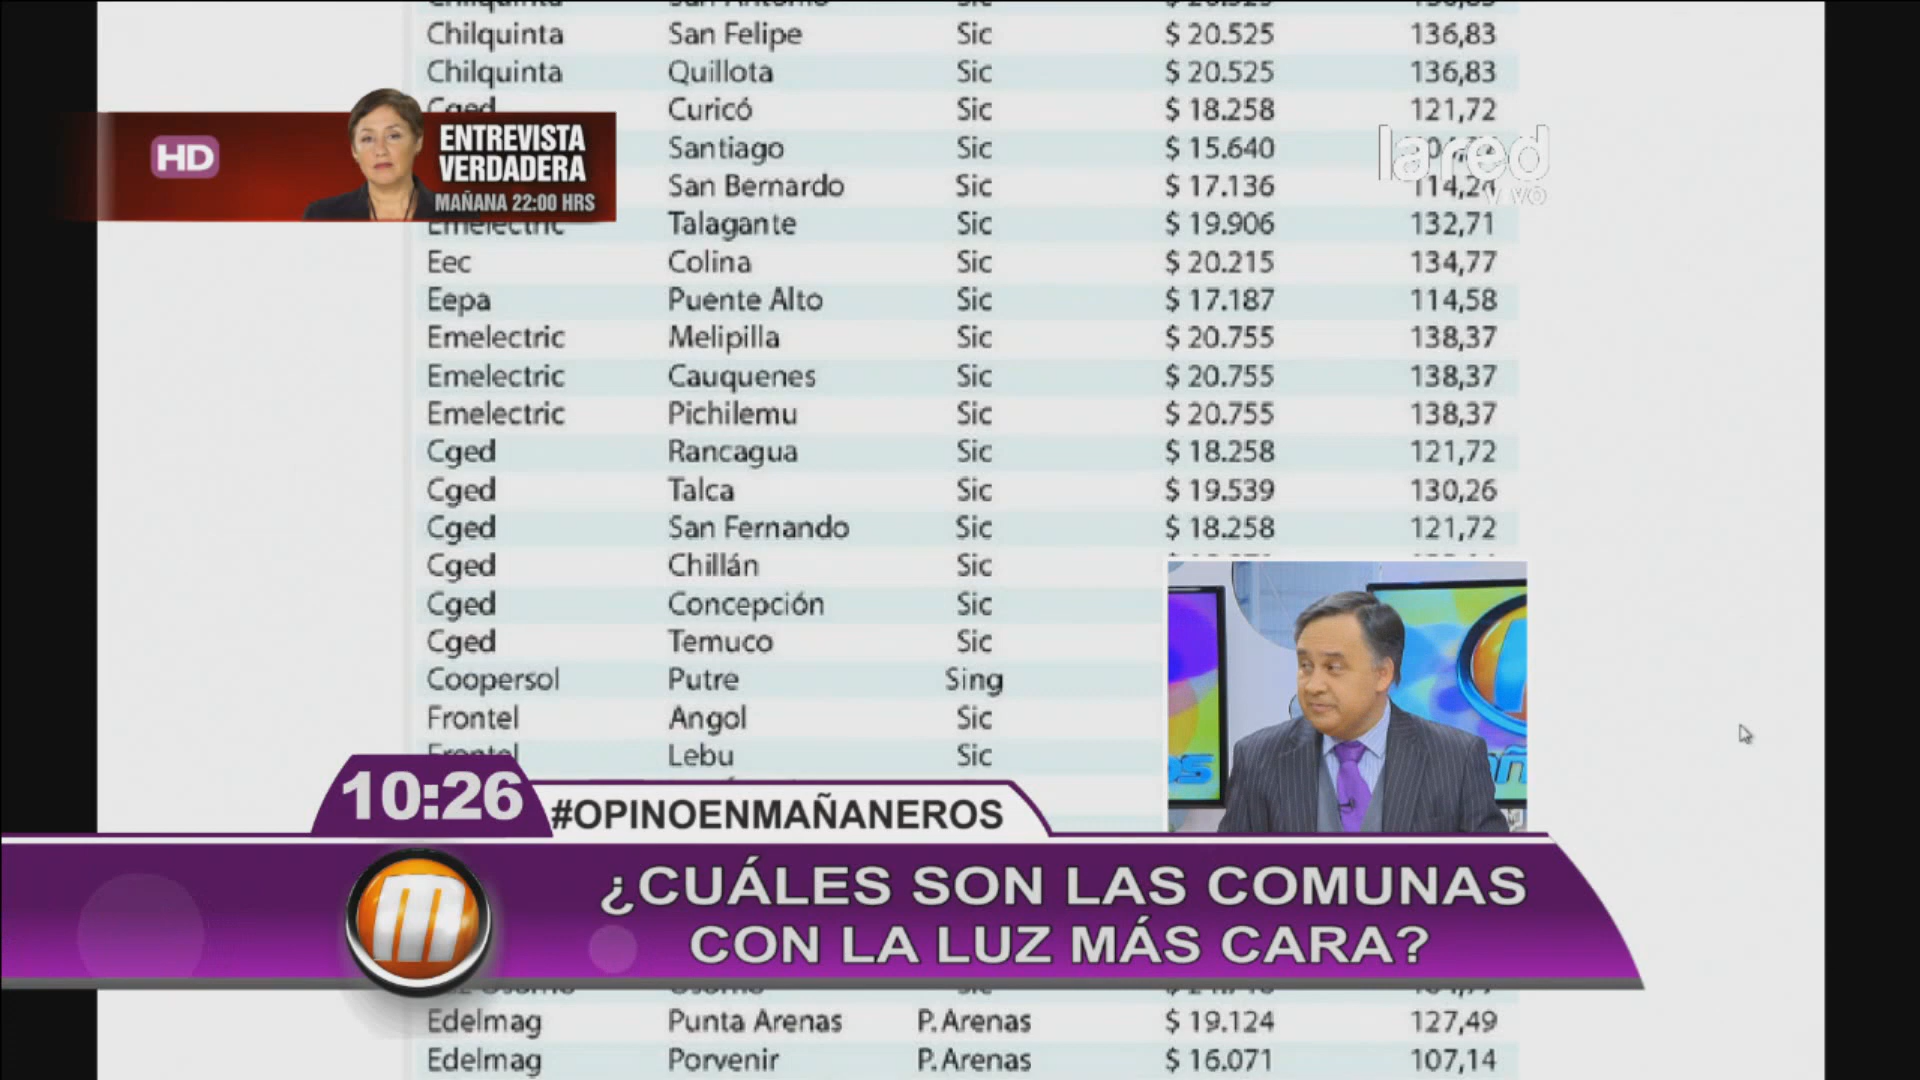 Chilquinta San Felipe Sic $ 20.525 136,83
Chilquinta Quillota Sic $ 20.525 136,83
Cged Curicó Sic $ 18.258 121,72
HD
ENTREVISTA
VERDADERA
MAÑANA 22:00 HRS
Santiago Sic $ 15.640
lared
vivo
San Bernardo Sic $ 17.136 114,24
Emelectric Talagante Sic $ 19.906 132,71
Eec Colina Sic $ 20.215 134,77
Eepa Puente Alto Sic $ 17.187 114,58
Emelectric Melipilla Sic $ 20.755 138,37
Emelectric Cauquenes Sic $ 20.755 138,37
Emelectric Pichilemu Sic $ 20.755 138,37
Cged Rancagua Sic $ 18.258 121,72
Cged Talca Sic $ 19.539 130,26
Cged San Fernando Sic $ 18.258 121,72
Cged Chillán Sic
Cged Concepción Sic
Cged Temuco Sic
Coopersol Putre Sing
Frontel Angol Sic
Frontel Lebu Sic
10:26
#OPINOENMAÑANEROS
¿CUÁLES SON LAS COMUNAS
CON LA LUZ MÁS CARA?
Edelmag Punta Arenas P.Arenas $ 19.124 127,49
Edelmag Porvenir P.Arenas $ 16.071 107,14